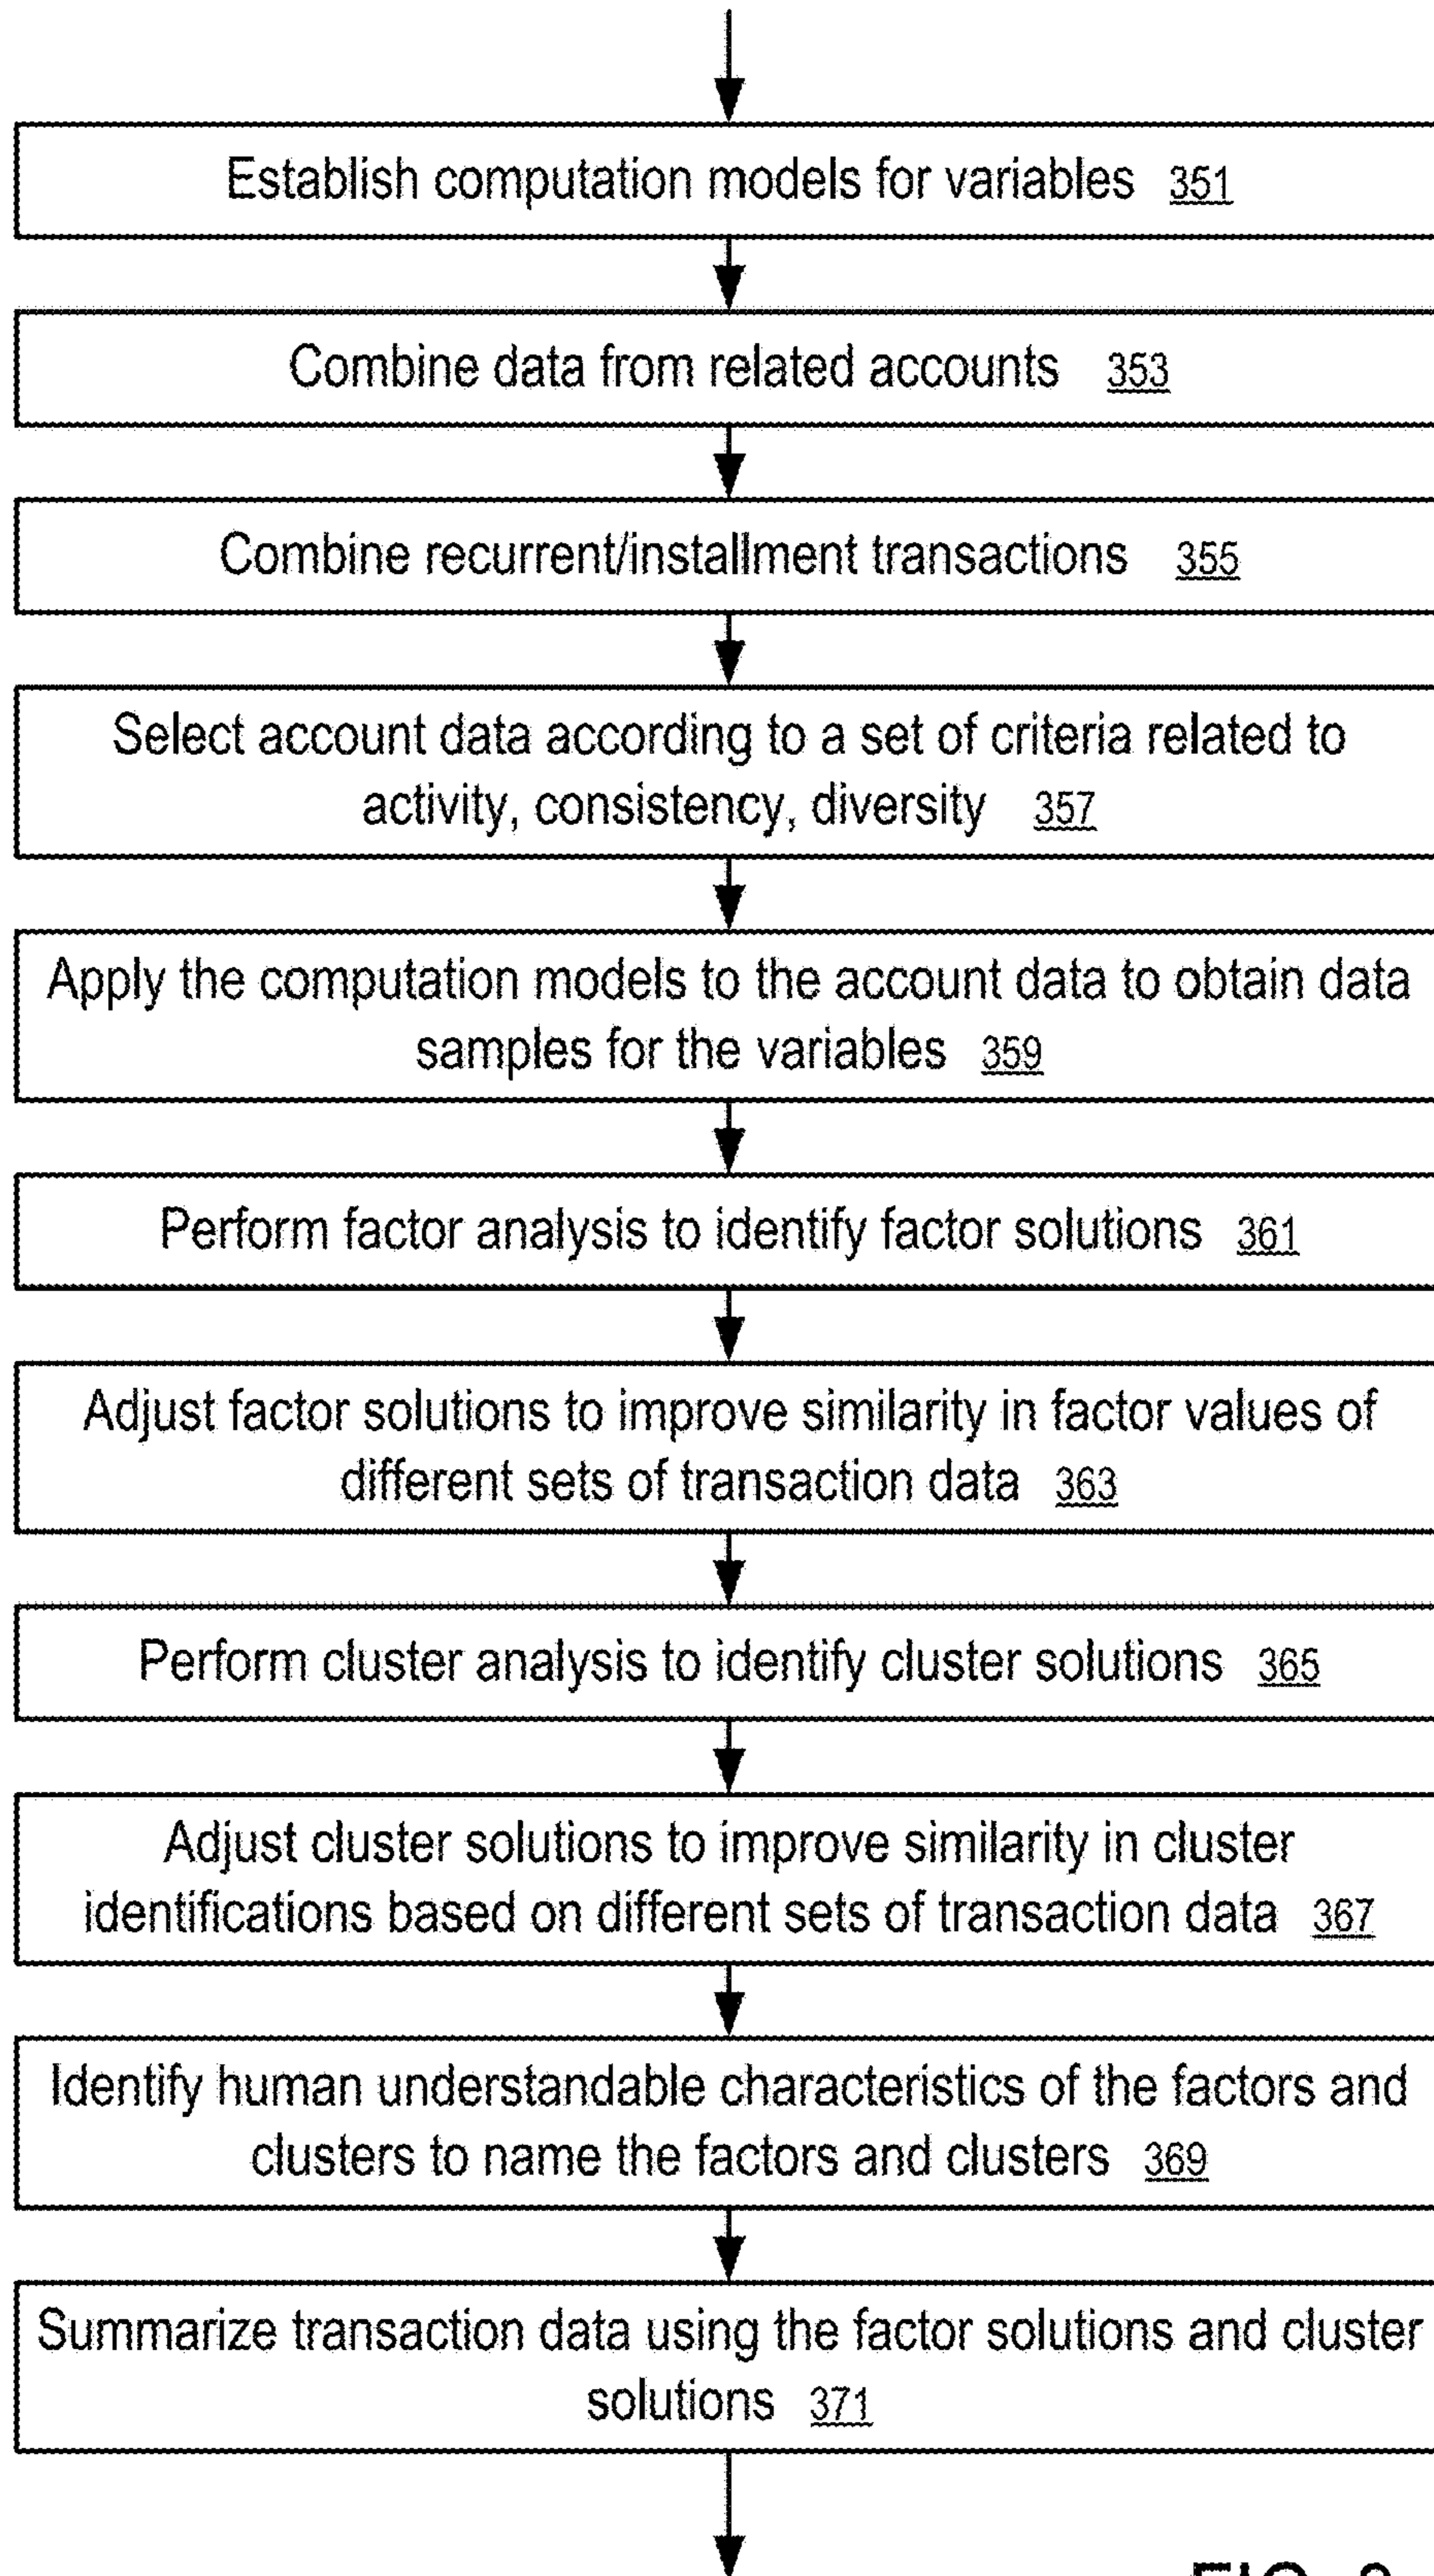 Establish computation models for variables 351
Combine data from related accounts 353
Combine recurrent/installment transactions 355
Select account data according to a set of criteria related to
activity, consistency, diversity 357
Apply the computation models to the account data to obtain data
samples for the variables 359
Perform factor analysis to identify factor solutions 361
Adjust factor solutions to improve similarity in factor values of
different sets of transaction data 363
Perform cluster analysis to identify cluster solutions 365
Adjust cluster solutions to improve similarity in cluster
identifications based on different sets of transaction data 367
Identify human understandable characteristics of the factors and
clusters to name the factors and clusters 369
Summarize transaction data using the factor solutions and cluster
solutions 371
FIG.